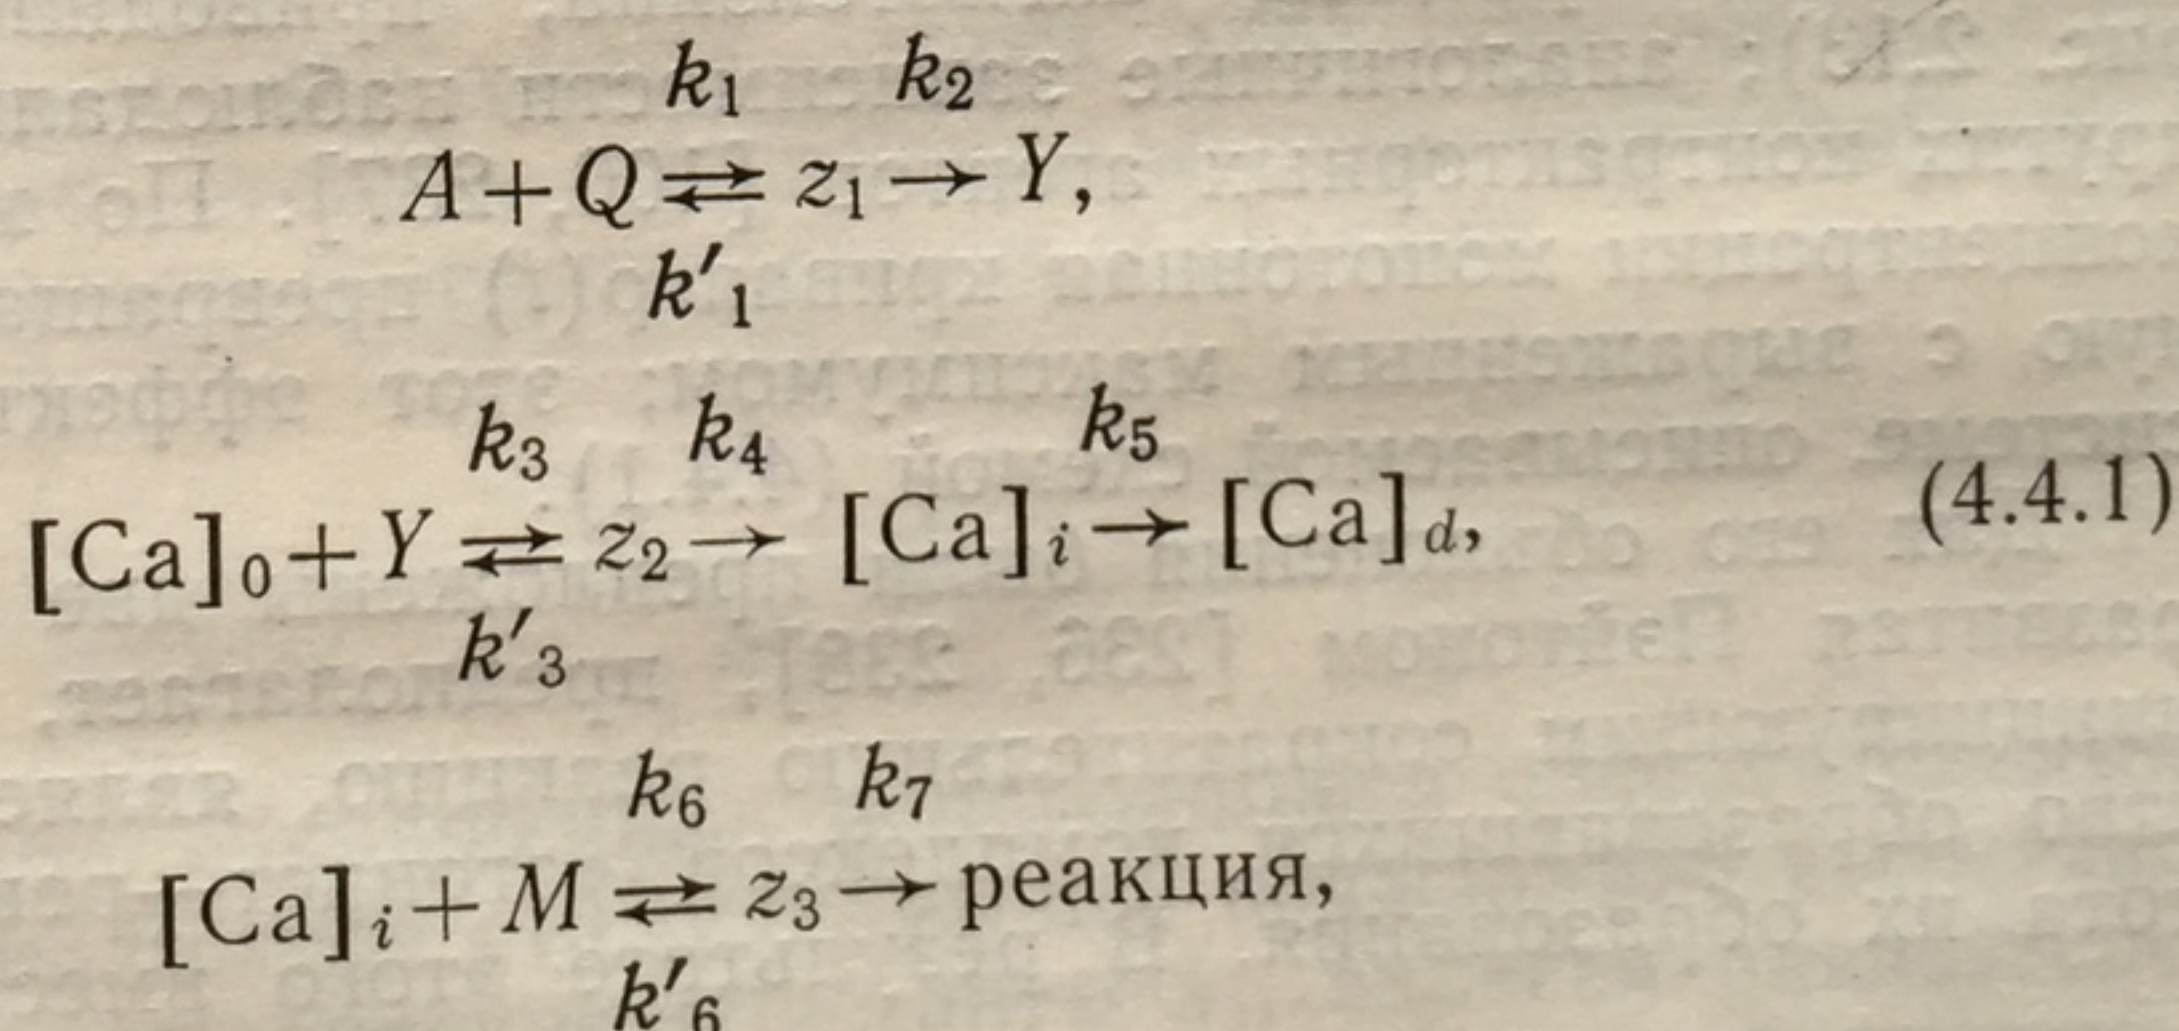 k₁ k₂
A + Q ⇄ z₁ → Y,
k′₁
k₃ k₄ k₅
[Ca]₀ + Y ⇄ z₂ → [Ca]ᵢ → [Ca]d, (4.4.1)
k′₃
k₆ k₇
[Ca]ᵢ + M ⇄ z₃ → реакция,
k′₆